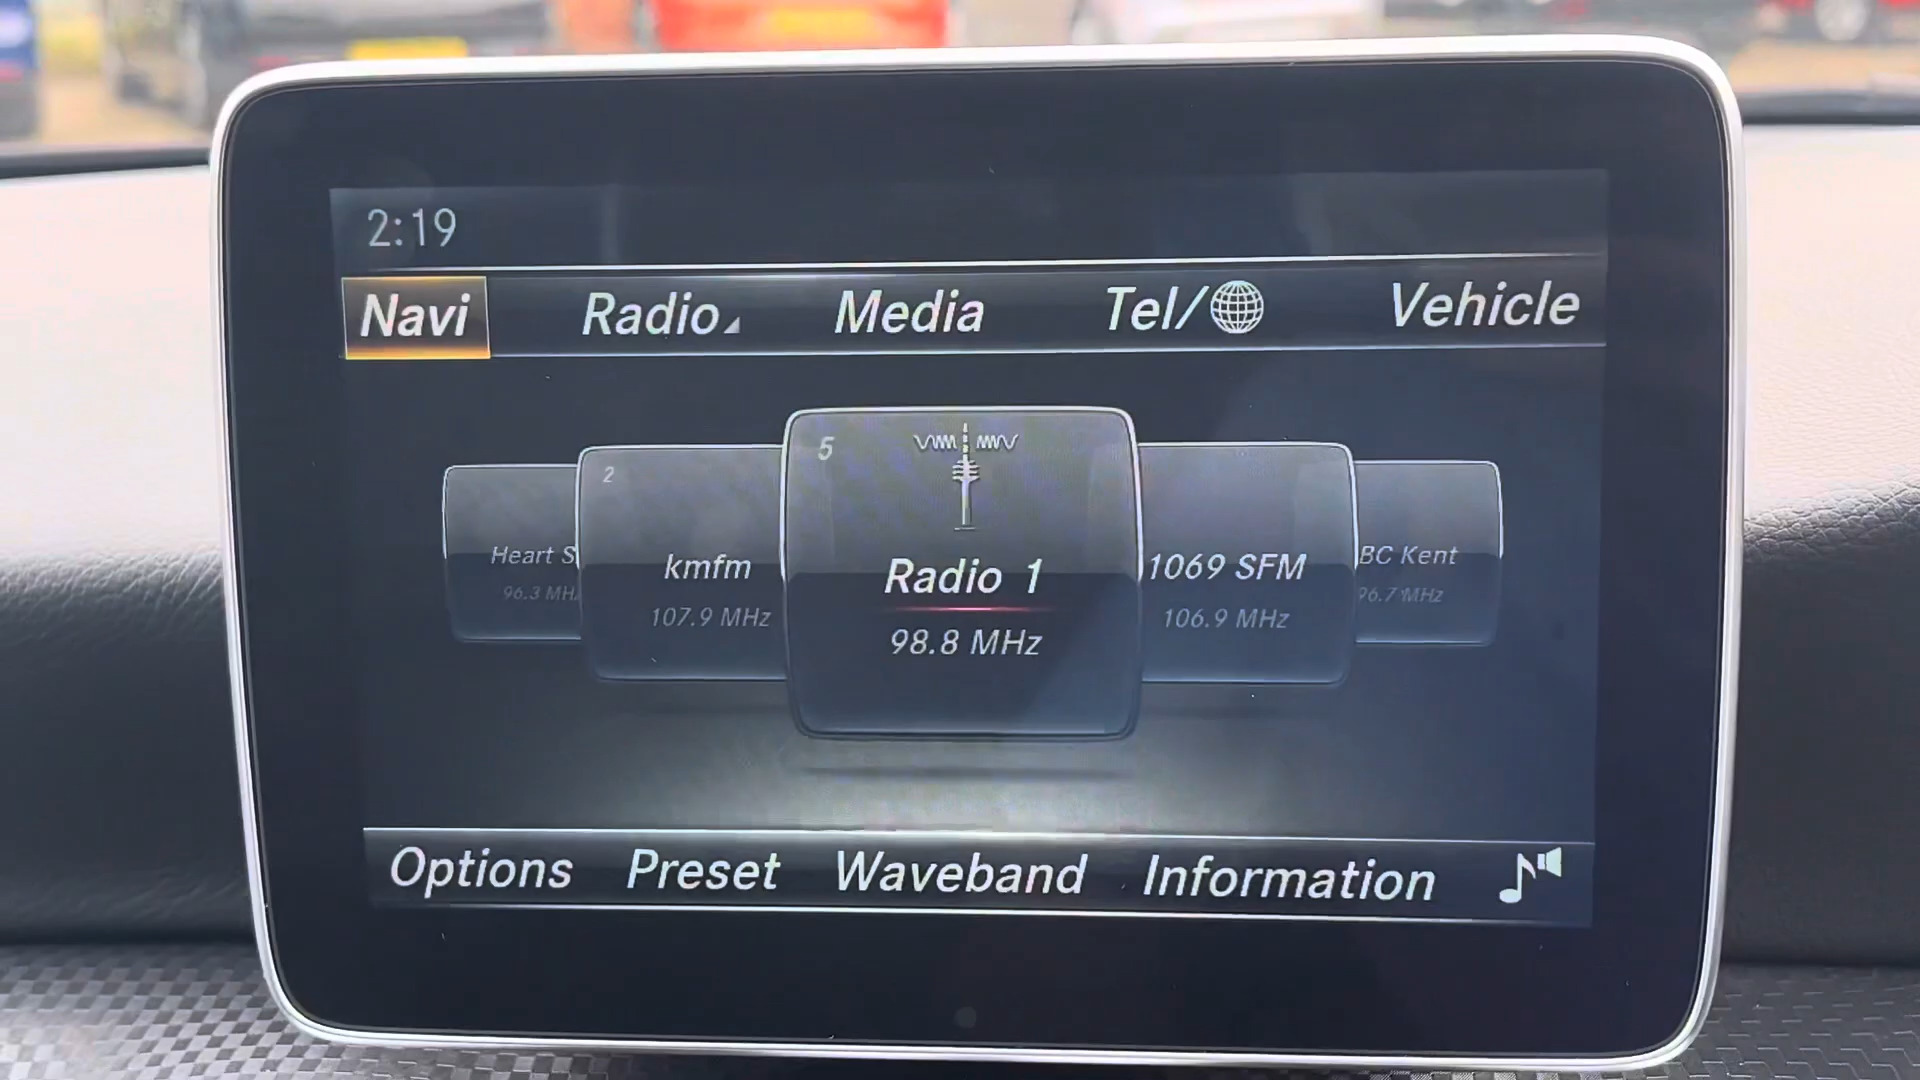 2:19
Navi Radio Media Tel/ Vehicle
2 5
Heart S kmfm Radio 1 1069 SFM BC Kent
96.3 MH 107.9 MHz 98.8 MHz 106.9 MHz 96.7 MHz
Options Preset Waveband Information